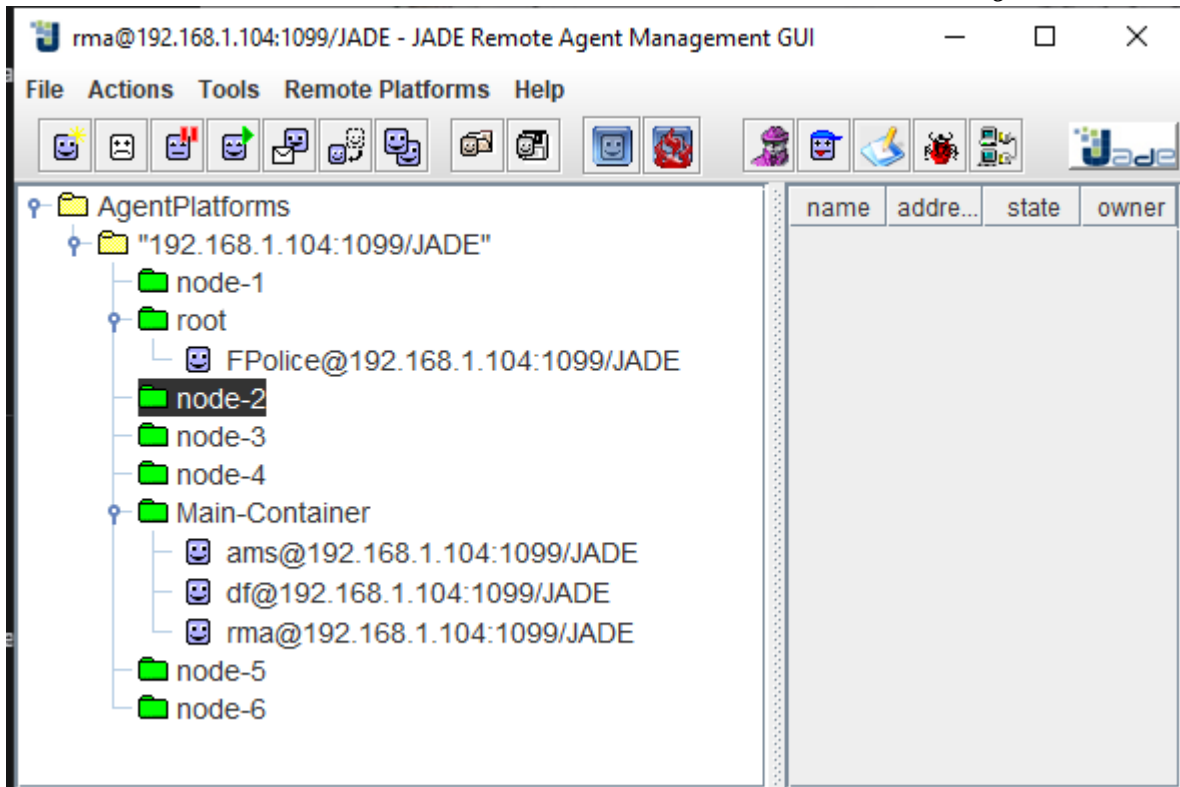 rma@192.168.1.104:1099/JADE - JADE Remote Agent Management GUI
File Actions Tools Remote Platforms Help
Jade
AgentPlatforms
name addre... state owner
"192.168.1.104:1099/JADE"
node-1
root
FPolice@192.168.1.104:1099/JADE
node-2
node-3
node-4
Main-Container
ams@192.168.1.104:1099/JADE
df@192.168.1.104:1099/JADE
rma@192.168.1.104:1099/JADE
node-5
node-6